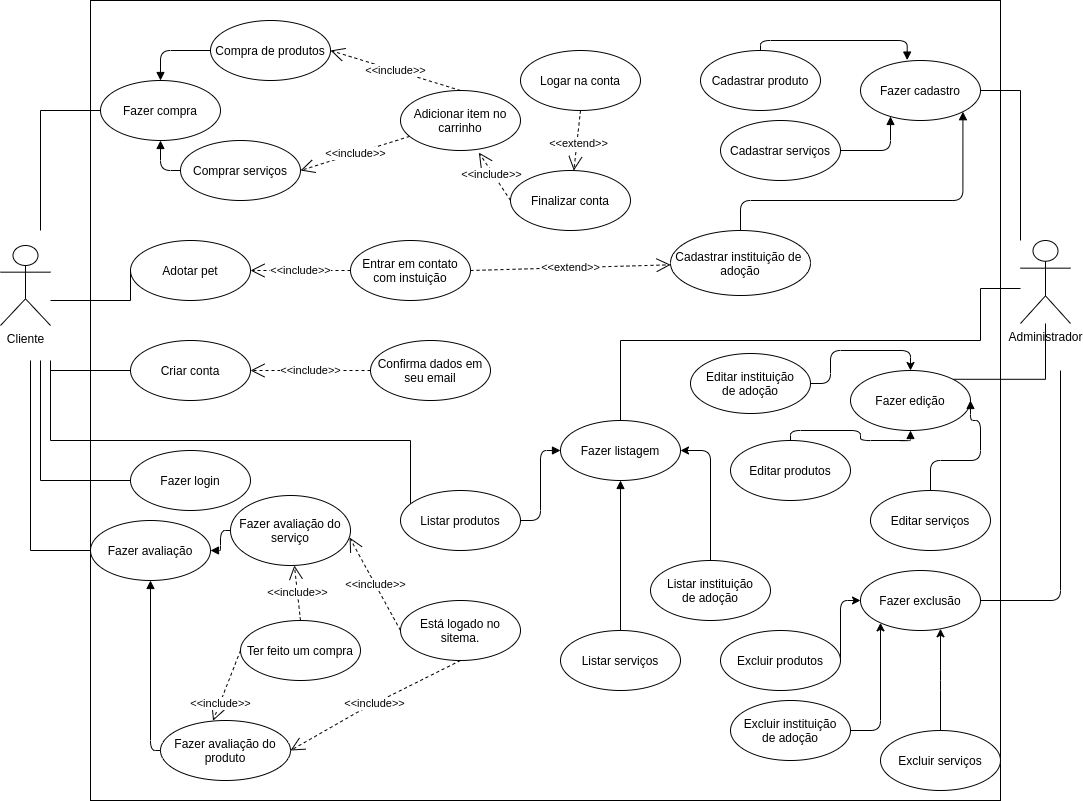 Compra de produtos
<<include>>
Logar na conta
Cadastrar produto
Fazer cadastro
Fazer compra
Adicionar item no
carrinho
<<extend>>
Cadastrar serviços
<<include>>
Comprar serviços
<<include>>
Finalizar conta
Adotar pet
<<include>>
Entrar em contato
com instuição
<<extend>>
Cadastrar instituição de
adoção
Cliente
Administrador
Criar conta
<<include>>
Confirma dados em
seu email
Editar instituição
de adoção
Fazer edição
Fazer listagem
Editar produtos
Fazer login
Listar produtos
Editar serviços
Fazer avaliação do
serviço
Fazer avaliação
<<include>>
<<include>>
Listar instituição
de adoção
Fazer exclusão
Está logado no
sitema.
Ter feito um compra
Listar serviços
Excluir produtos
<<include>>
<<include>>
Excluir instituição
de adoção
Fazer avaliação do
produto
Excluir serviços